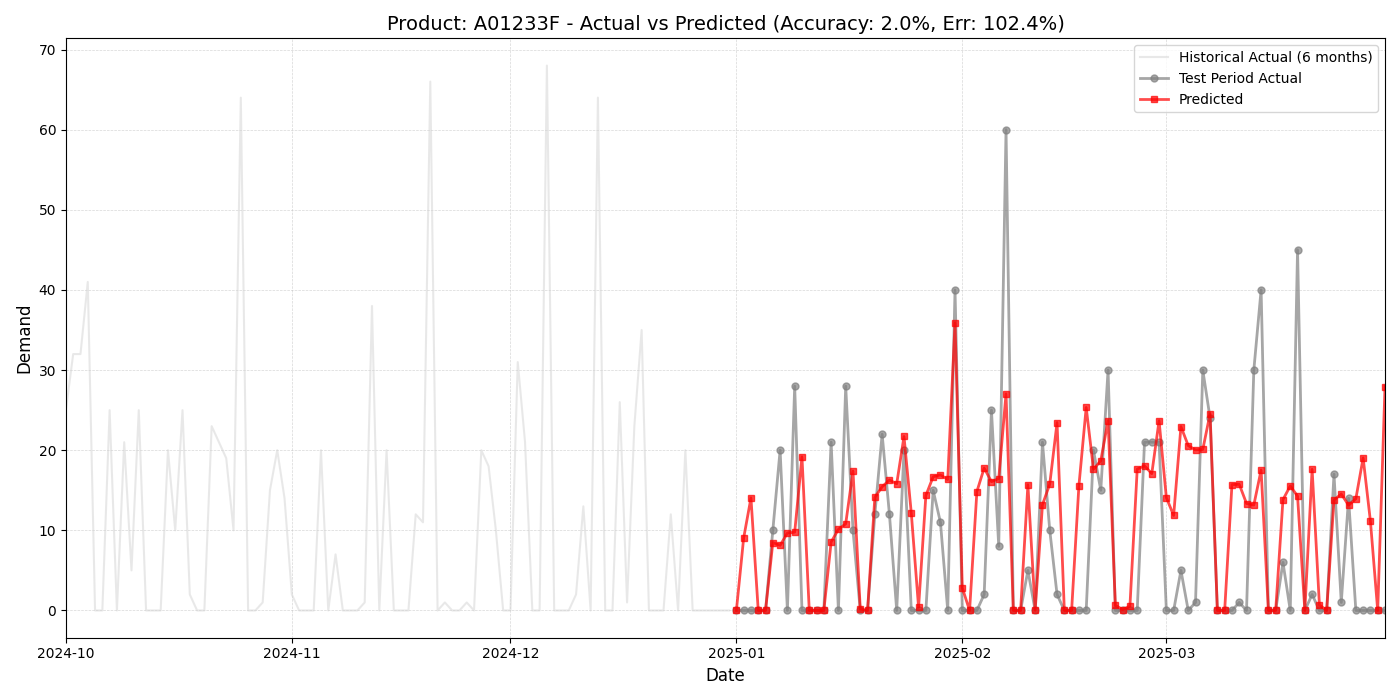 Product: A01233F - Actual vs Predicted (Accuracy: 2.0%, Err: 102.4%)
Historical Actual (6 months)
Test Period Actual
Predicted
Demand
70
60
50
40
30
20
10
0
2024-10
2024-11
2024-12
2025-01
2025-02
2025-03
Date